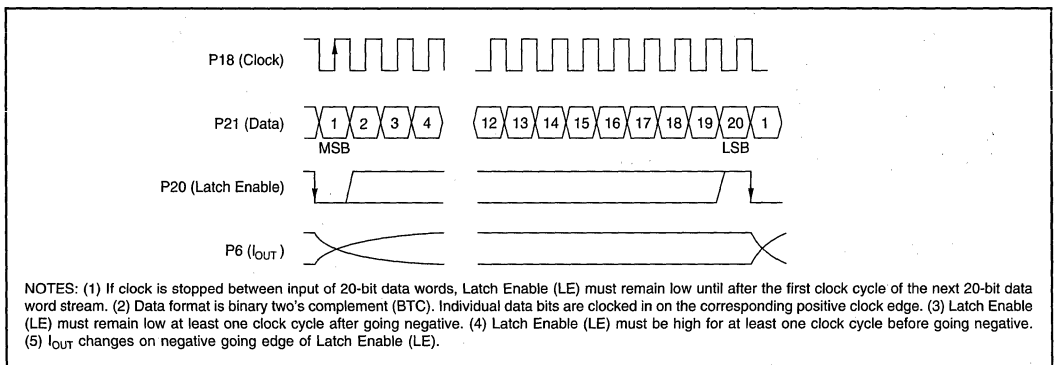 P18 (Clock)
P21 (Data)
1 2 3 4 12 13 14 15 16 17 18 19 20 1
MSB LSB
P20 (Latch Enable)
P6 (IOUT)
NOTES: (1) If clock is stopped between input of 20-bit data words, Latch Enable (LE) must remain low until after the first clock cycle of the next 20-bit data
word stream. (2) Data format is binary two's complement (BTC). Individual data bits are clocked in on the corresponding positive clock edge. (3) Latch Enable
(LE) must remain low at least one clock cycle after going negative. (4) Latch Enable (LE) must be high for at least one clock cycle before going negative.
(5) IOUT changes on negative going edge of Latch Enable (LE).